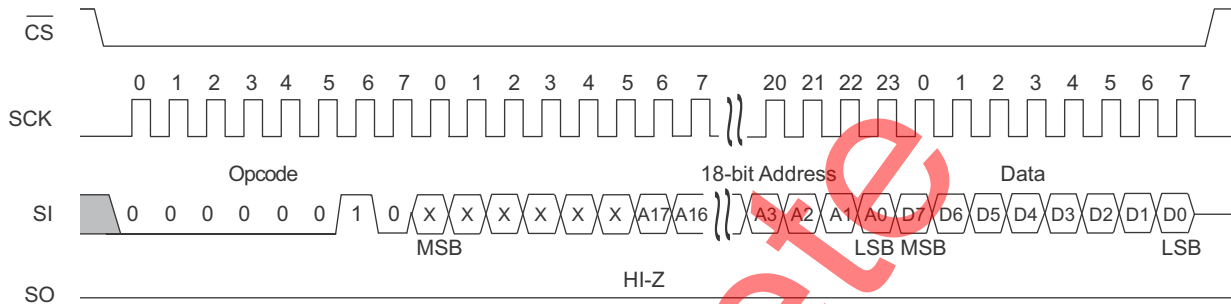 CS
0 1 2 3 4 5 6 7 0 1 2 3 4 5 6 7 20 21 22 23 0 1 2 3 4 5 6 7
SCK
Opcode 18-bit Address Data
SI 0 0 0 0 0 0 1 0 X X X X X X A17 A16 A3 A2 A1 A0 D7 D6 D5 D4 D3 D2 D1 D0
MSB LSB MSB LSB
HI-Z
SO
ate